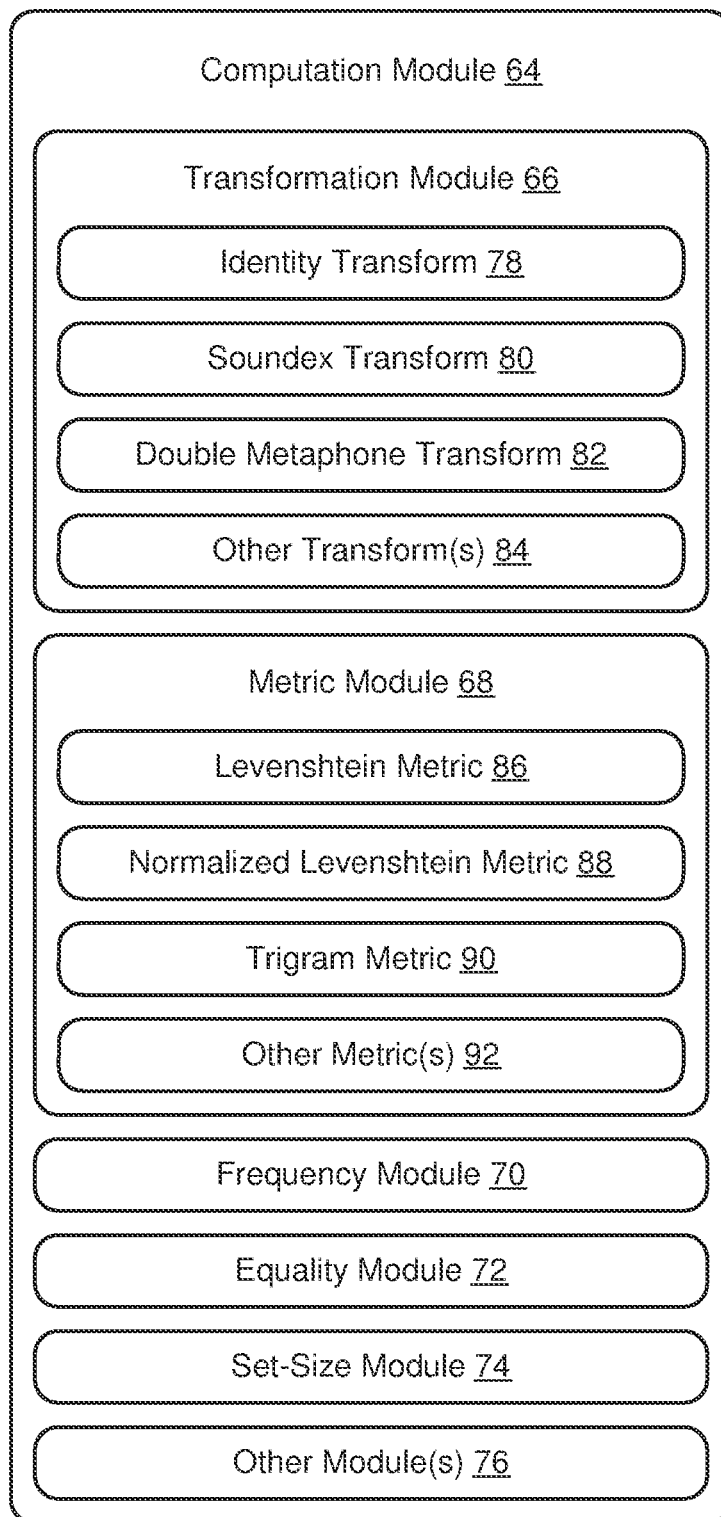 Computation Module 64
Transformation Module 66
Identity Transform 78
Soundex Transform 80
Double Metaphone Transform 82
Other Transform(s) 84
Metric Module 68
Levenshtein Metric 86
Normalized Levenshtein Metric 88
Trigram Metric 90
Other Metric(s) 92
Frequency Module 70
Equality Module 72
Set-Size Module 74
Other Module(s) 76